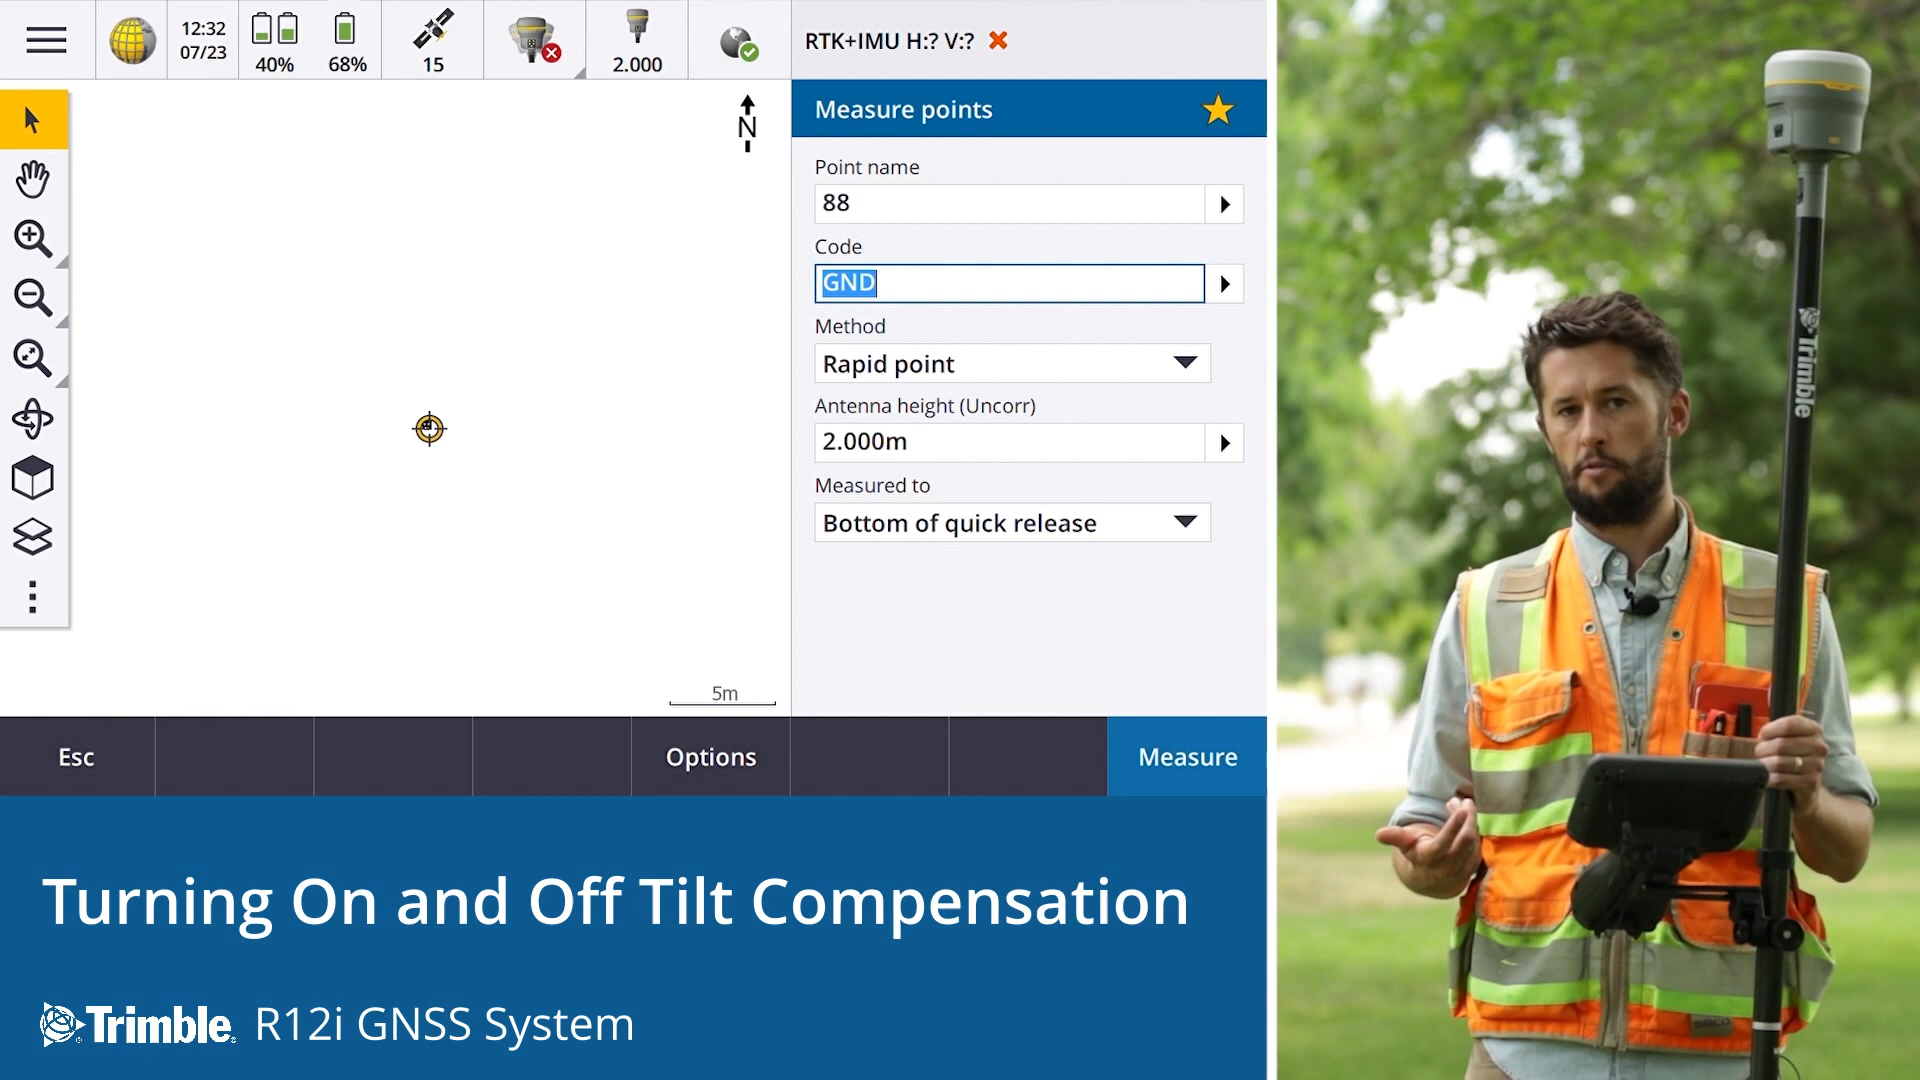 12:32
07/23
40%
68%
15
2.000
RTK+IMU H:? V:?
Measure points
N
Point name
88
Code
GND
Method
Rapid point
Antenna height (Uncorr)
2.000m
Measured to
Bottom of quick release
5m
Esc
Options
Measure
Turning On and Off Tilt Compensation
Trimble® R12i GNSS System
Trimble